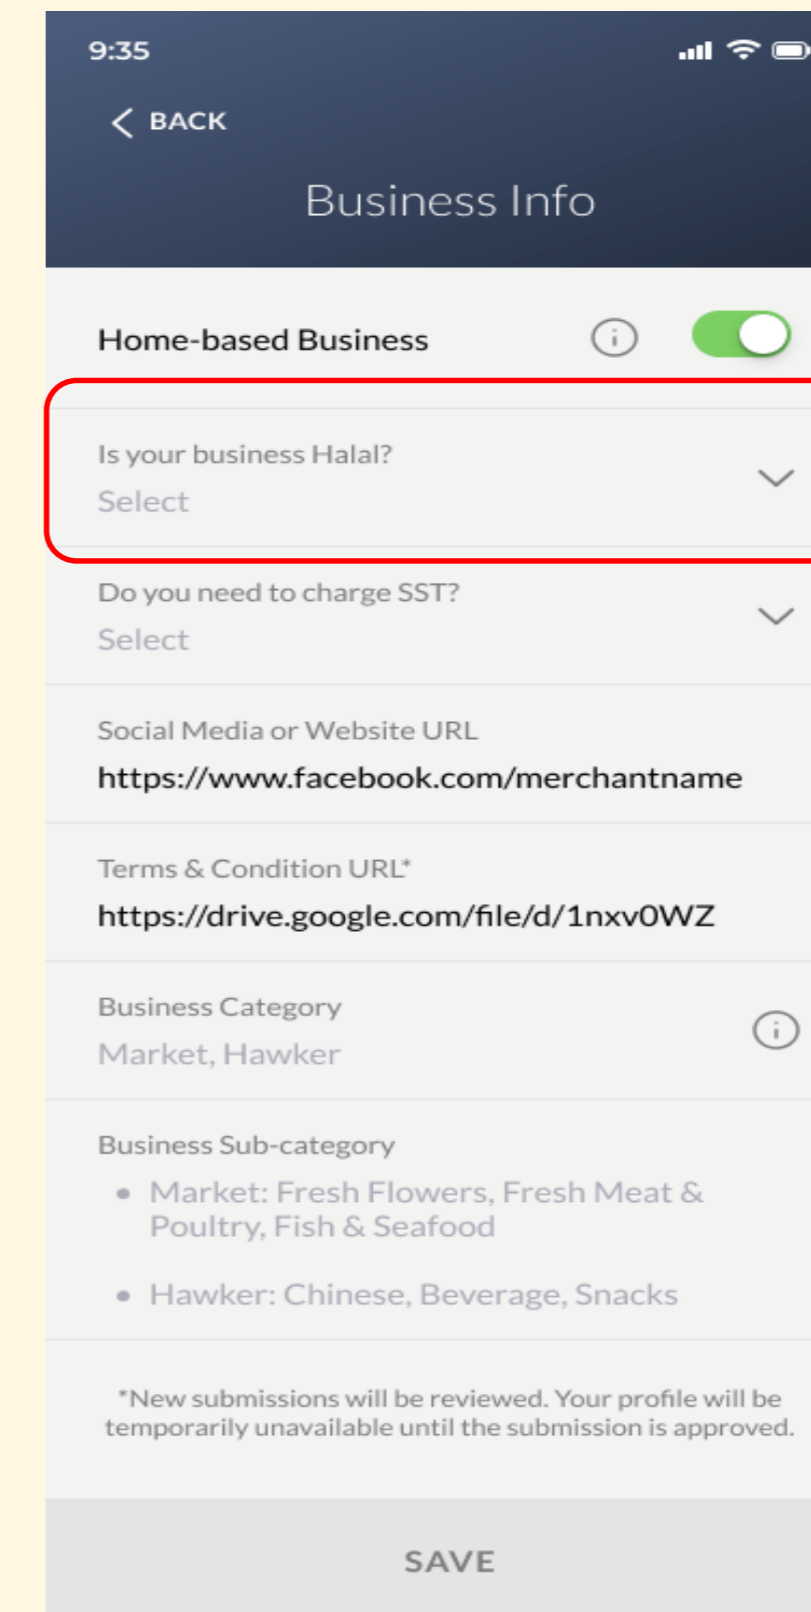 9:35
BACK
Business Info
Home-based Business
Is your business Halal?
Select
Do you need to charge SST?
Select
Social Media or Website URL
https://www.facebook.com/merchantname
Terms & Condition URL*
https://drive.google.com/file/d/1nxv0WZ
Business Category
Market, Hawker
Business Sub-category
• Market: Fresh Flowers, Fresh Meat &
Poultry, Fish & Seafood
• Hawker: Chinese, Beverage, Snacks
*New submissions will be reviewed. Your profile will be
temporarily unavailable until the submission is approved.
SAVE